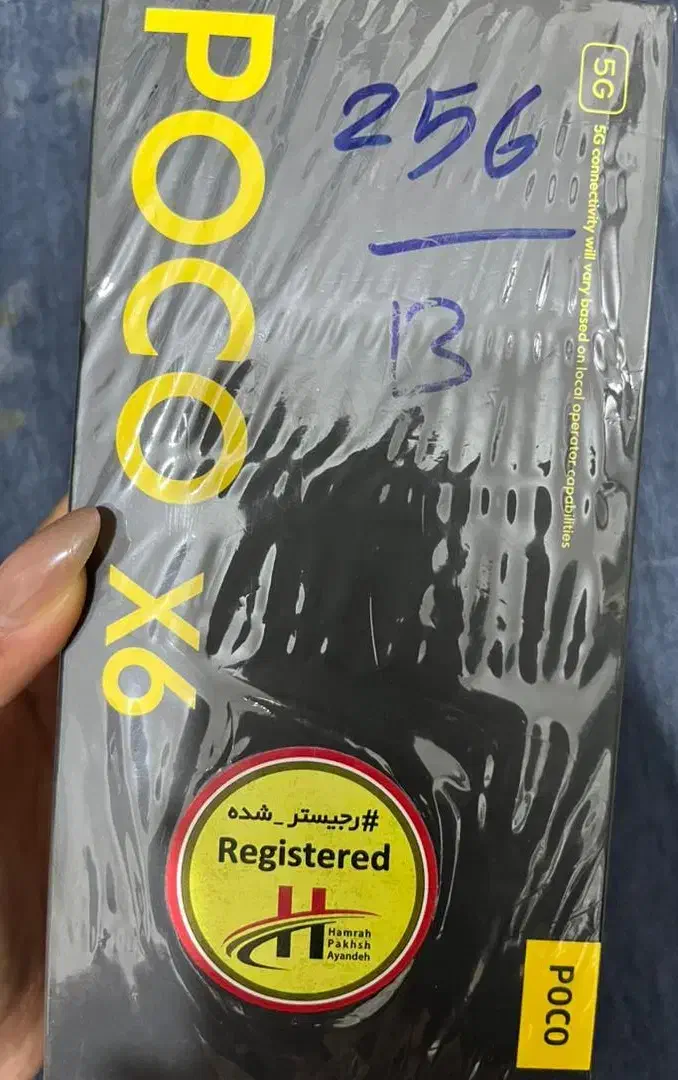 POCO X6
5G
5G connectivity will vary based on local operator capabilities
256
B
#رجیستر_شده
Registered
H
Hamrah
Pakhsh
Ayandeh
POCO